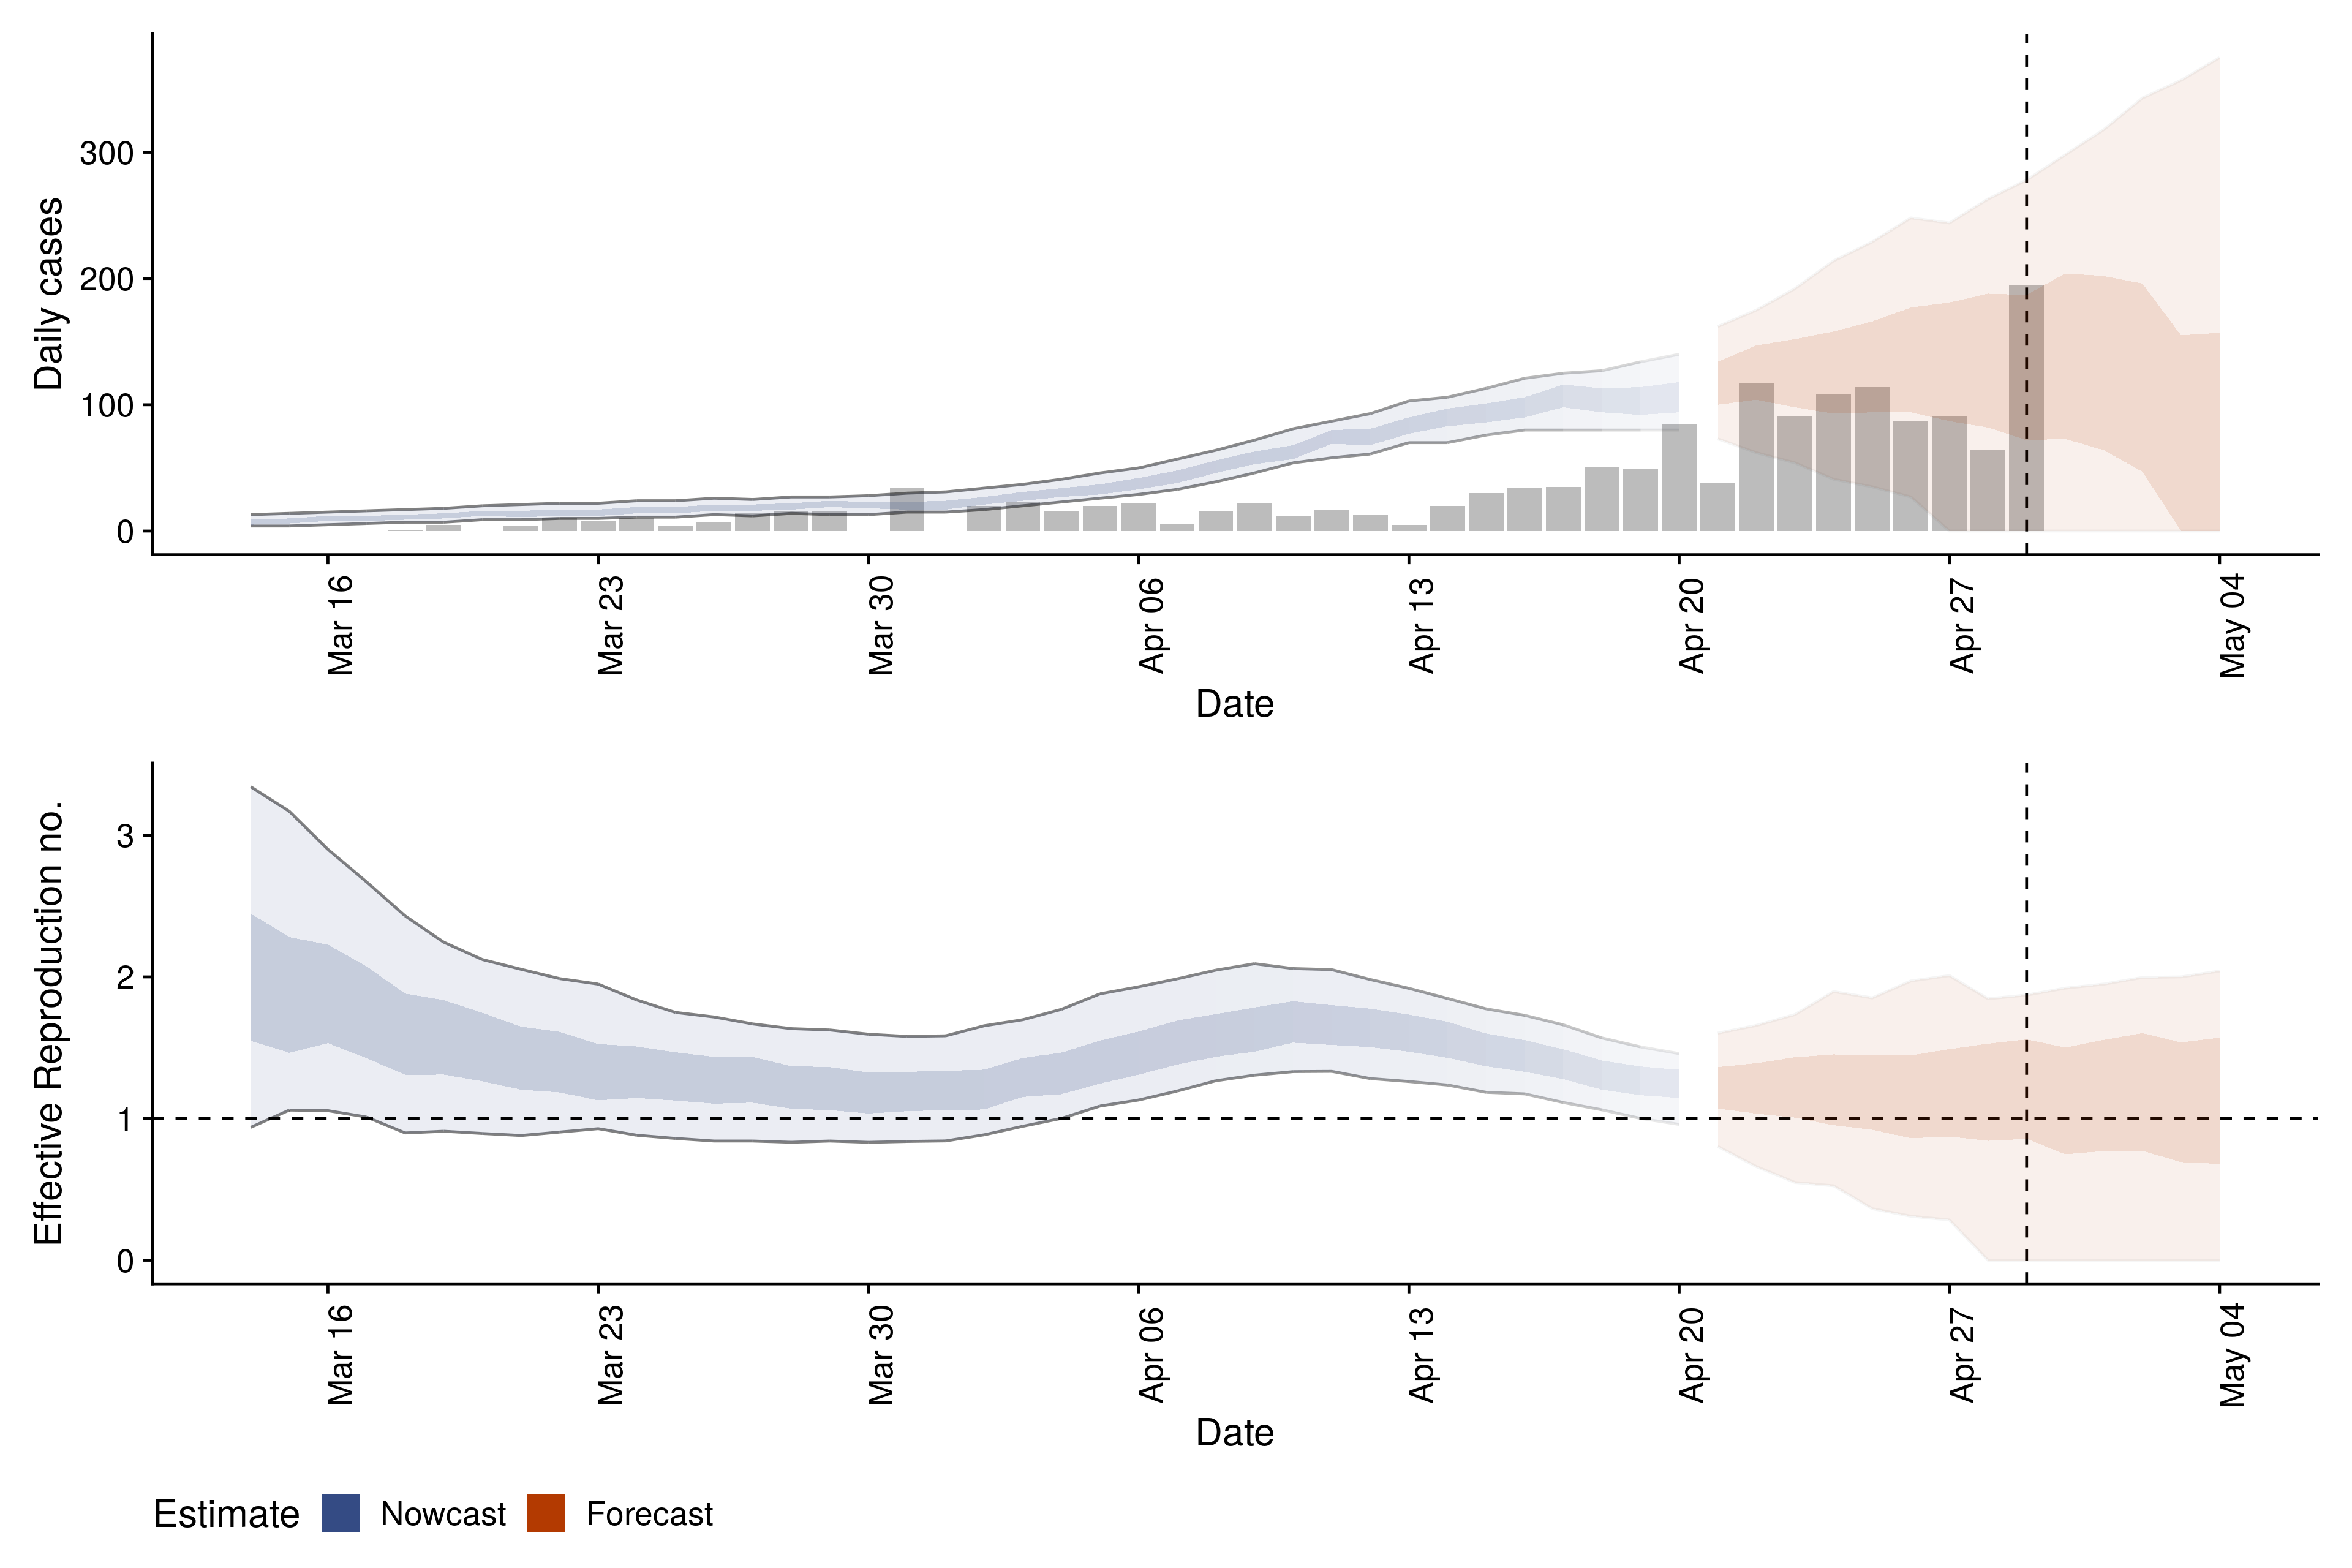 Daily cases
300
200
100
0
Mar 16
Mar 23
Mar 30
Apr 06
Apr 13
Apr 20
Apr 27
May 04
Date
Effective Reproduction no.
3
2
1
0
Mar 16
Mar 23
Mar 30
Apr 06
Apr 13
Apr 20
Apr 27
May 04
Date
Estimate Nowcast Forecast